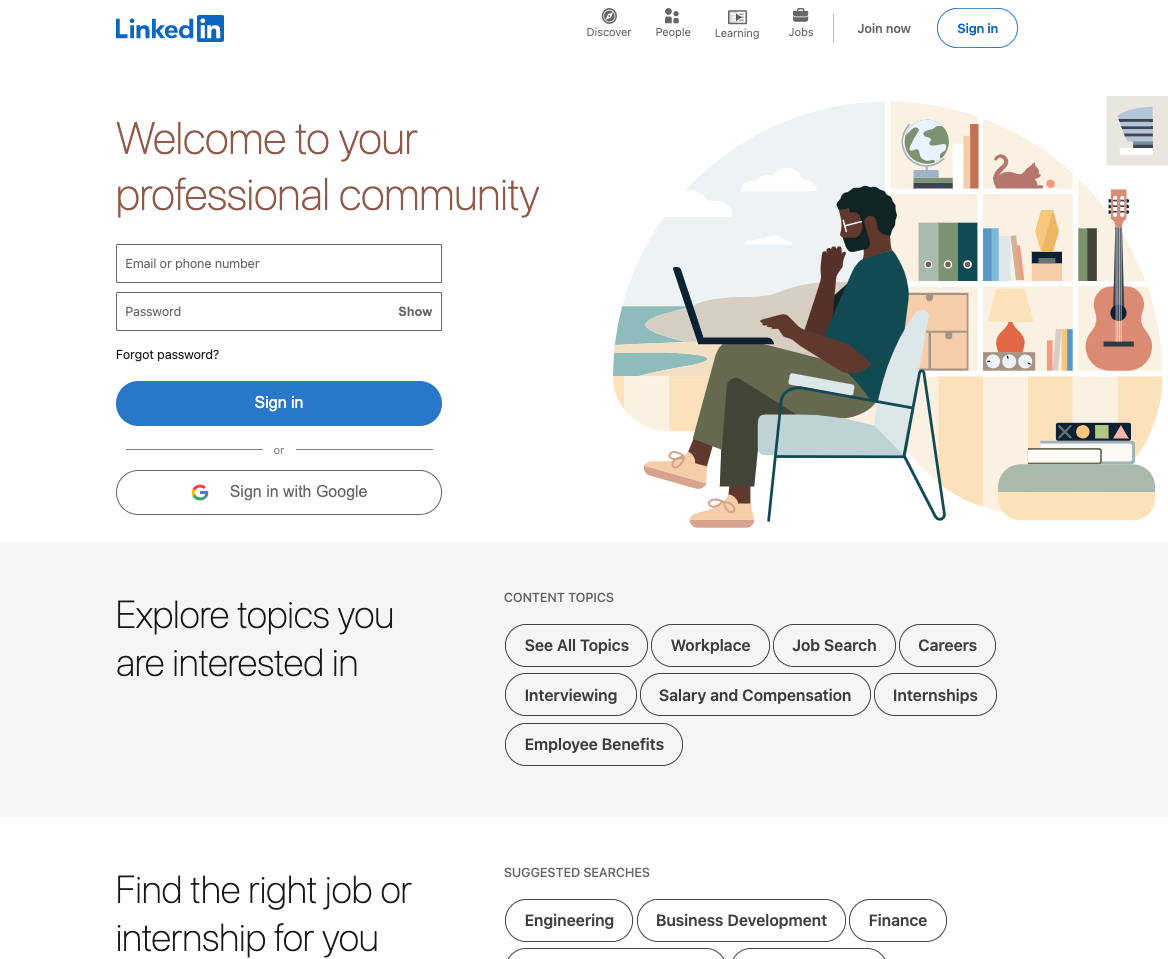 LinkedIn
Discover
People
Learning
Jobs
Join now
Sign in
Welcome to your
professional community
Email or phone number
Password
Show
Forgot password?
Sign in
or
Sign in with Google
Explore topics you
are interested in
CONTENT TOPICS
See All Topics
Workplace
Job Search
Careers
Interviewing
Salary and Compensation
Internships
Employee Benefits
Find the right job or
internship for you
SUGGESTED SEARCHES
Engineering
Business Development
Finance